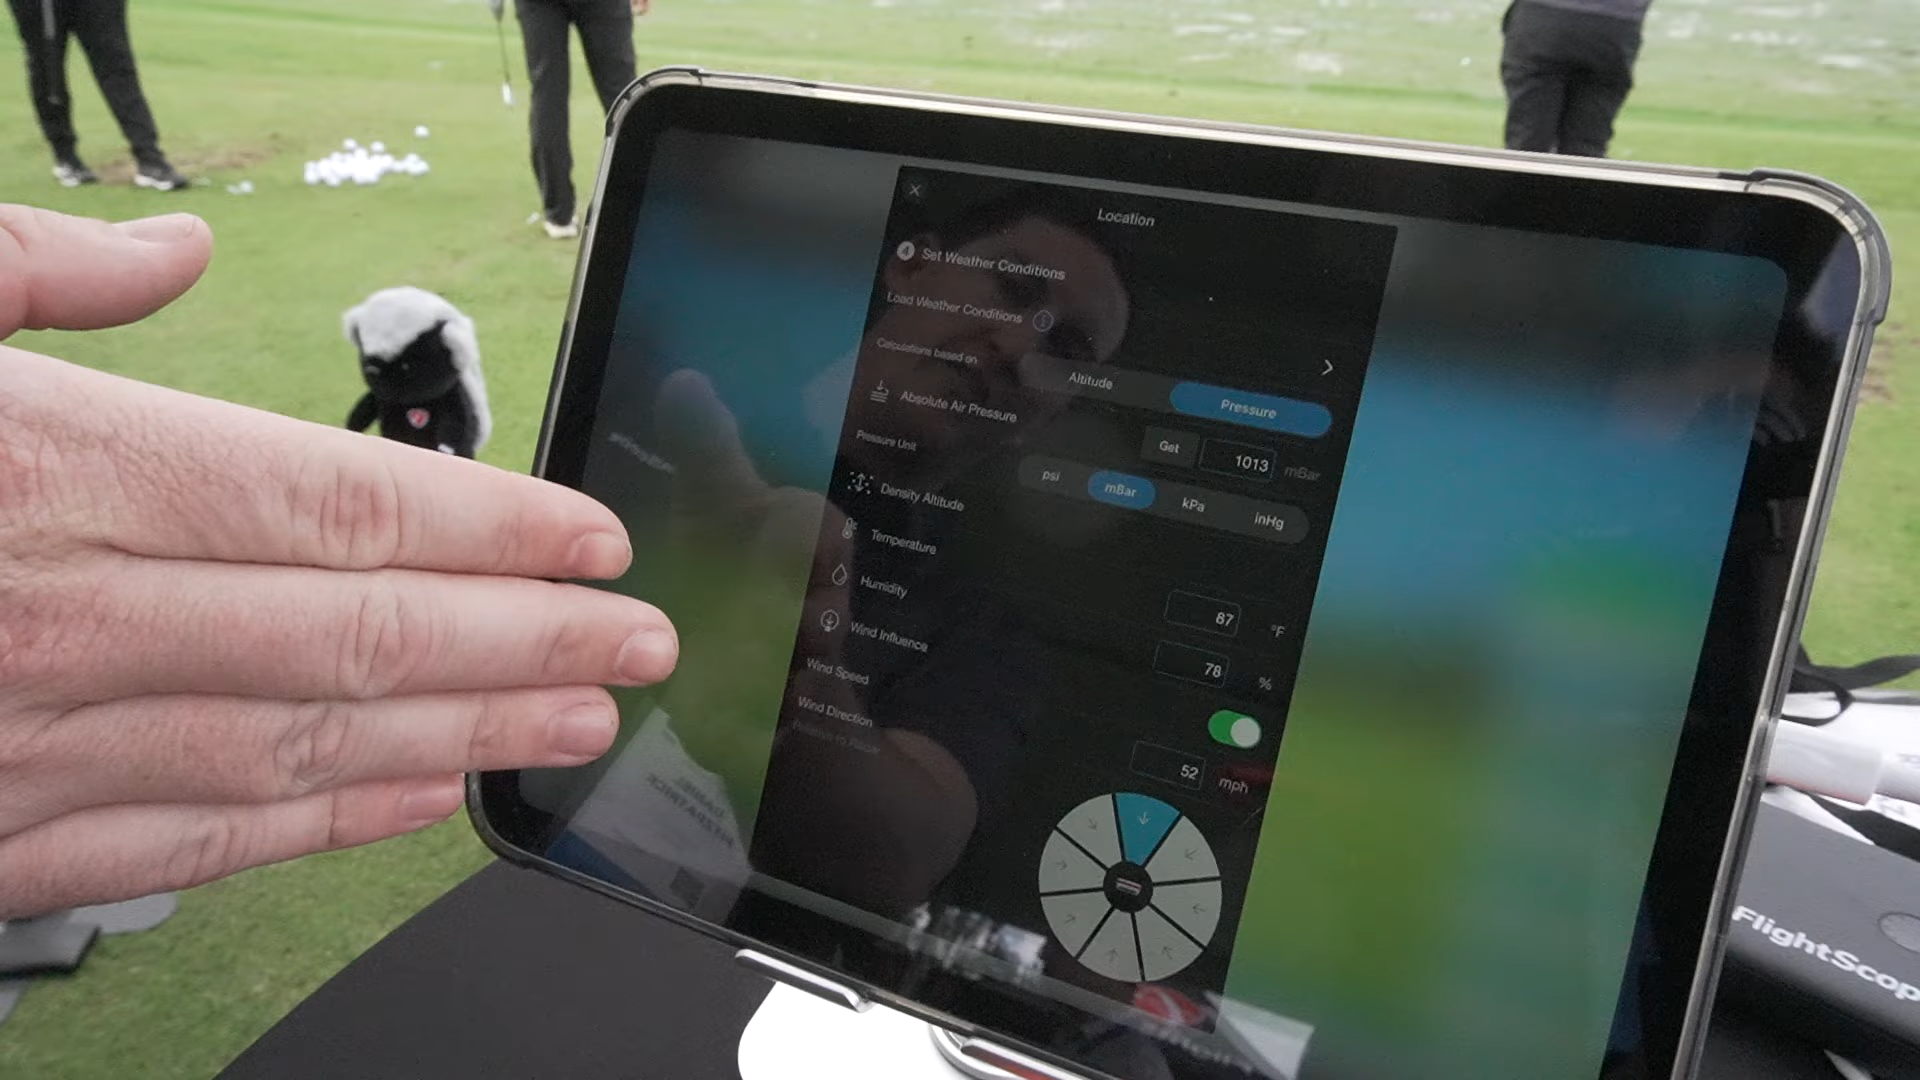 Location
4 Set Weather Conditions
Load Weather Conditions
Calculations based on
Altitude Pressure
Absolute Air Pressure
Get 1013 mBar
Pressure Unit
psi mBar kPa inHg
Density Altitude
Temperature
87 °F
Humidity
78 %
Wind Influence
Wind Speed
52 mph
Wind Direction
FlightScop